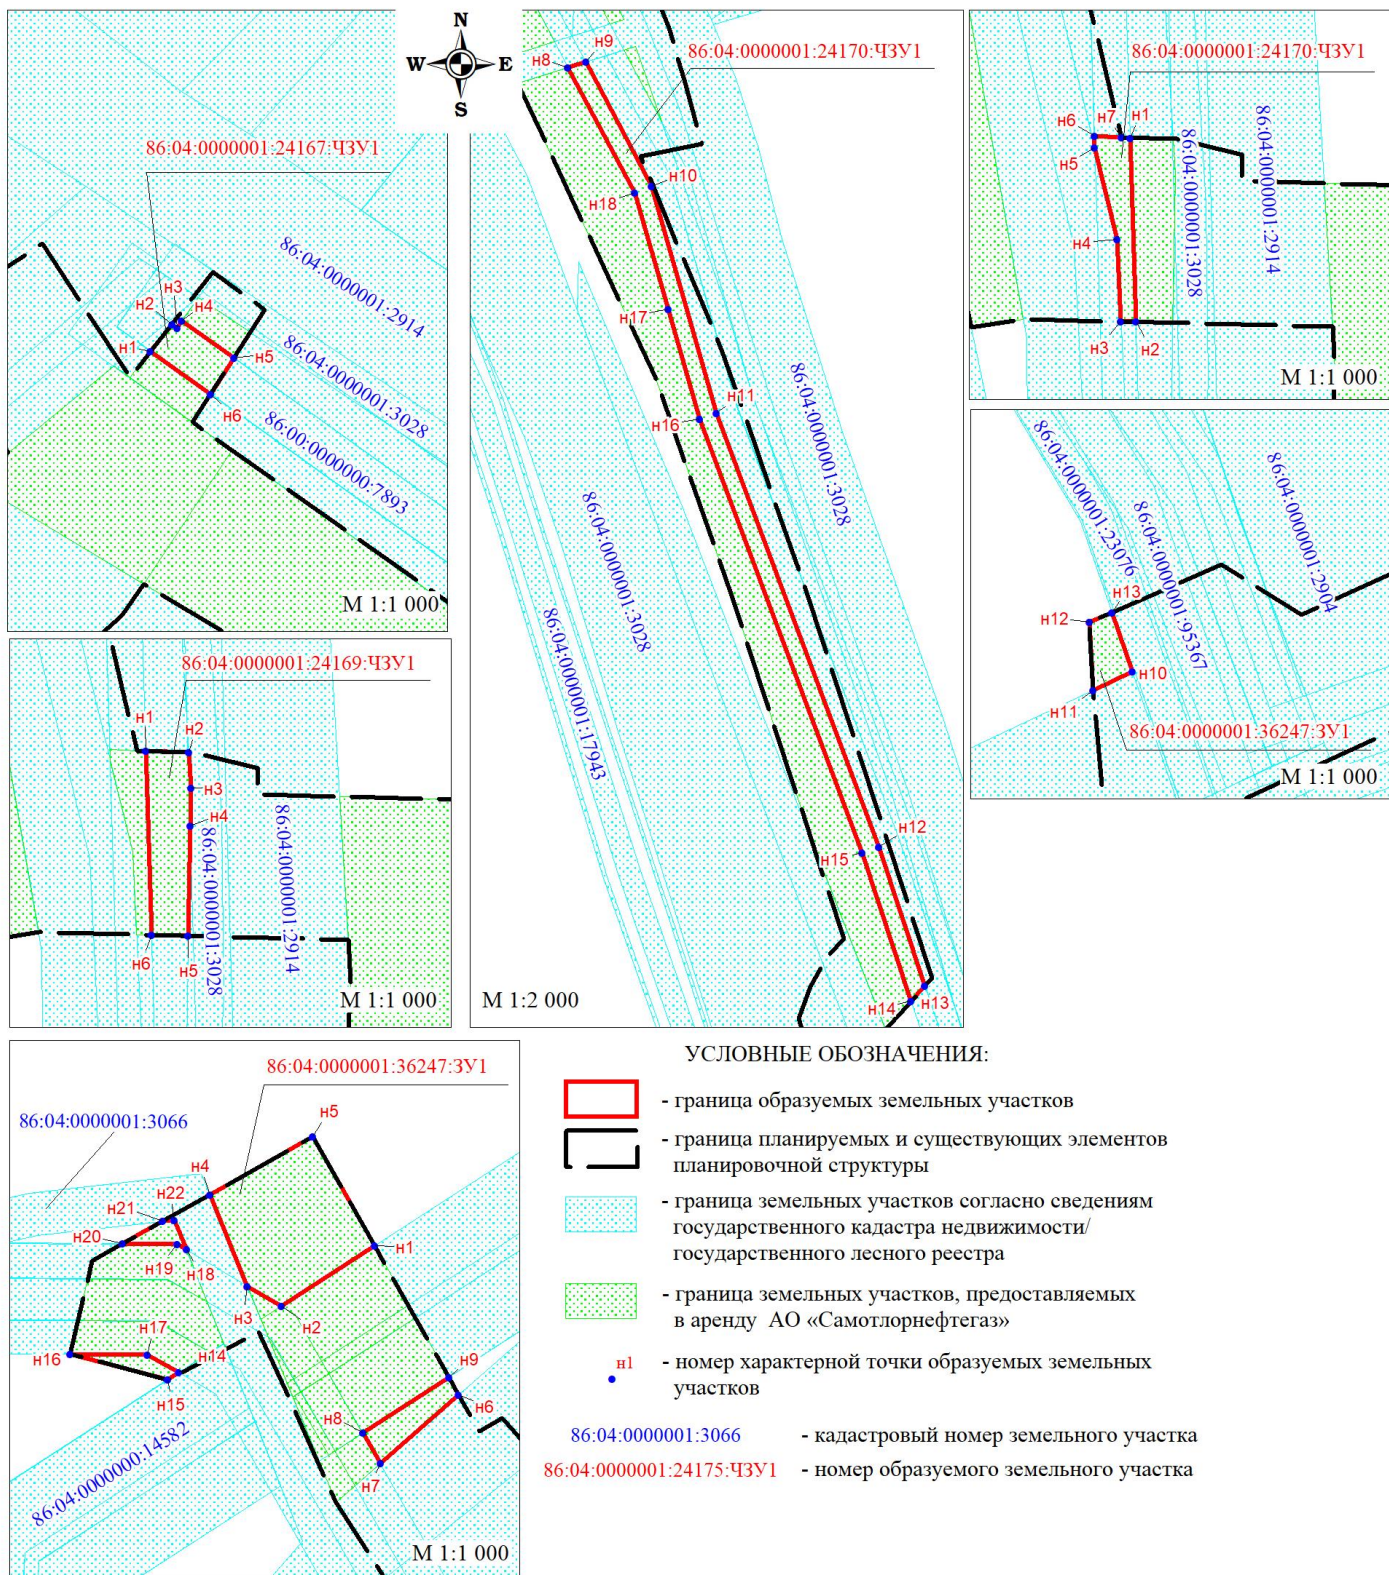 N
W E
S
86:04:0000001:24167:ЧЗУ1
н1
н2
н3
н4
н5
н6
86:04:0000001:2914
86:04:0000001:3028
86:00:0000000:7893
М 1:1 000
86:04:0000001:24170:ЧЗУ1
н8
н9
н10
н18
н17
н11
н16
н12
н15
н14
н13
86:04:0000001:3028
86:04:0000001:3028
86:04:0000001:17943
М 1:2 000
86:04:0000001:24170:ЧЗУ1
н6
н7
н1
н5
н4
н3
н2
86:04:0000001:3028
86:04:0000001:2914
М 1:1 000
86:04:0000001:23076
86:04:0000001:95367
86:04:0000001:2904
н13
н12
н10
н11
86:04:0000001:36247:ЗУ1
М 1:1 000
86:04:0000001:24169:ЧЗУ1
н1
н2
н3
н4
н6
н5
86:04:0000001:3028
86:04:0000001:2914
М 1:1 000
86:04:0000001:36247:ЗУ1
86:04:0000001:3066
н5
н4
н22
н21
н20
н19
н18
н1
н3
н2
н17
н16
н14
н15
н9
н6
н8
н7
86:04:0000000:14582
М 1:1 000
УСЛОВНЫЕ ОБОЗНАЧЕНИЯ:
- граница образуемых земельных участков
- граница планируемых и существующих элементов
планировочной структуры
- граница земельных участков согласно сведениям
государственного кадастра недвижимости/
государственного лесного реестра
- граница земельных участков, предоставляемых
в аренду АО «Самотлорнефтегаз»
н1 - номер характерной точки образуемых земельных
участков
86:04:0000001:3066 - кадастровый номер земельного участка
86:04:0000001:24175:ЧЗУ1 - номер образуемого земельного участка